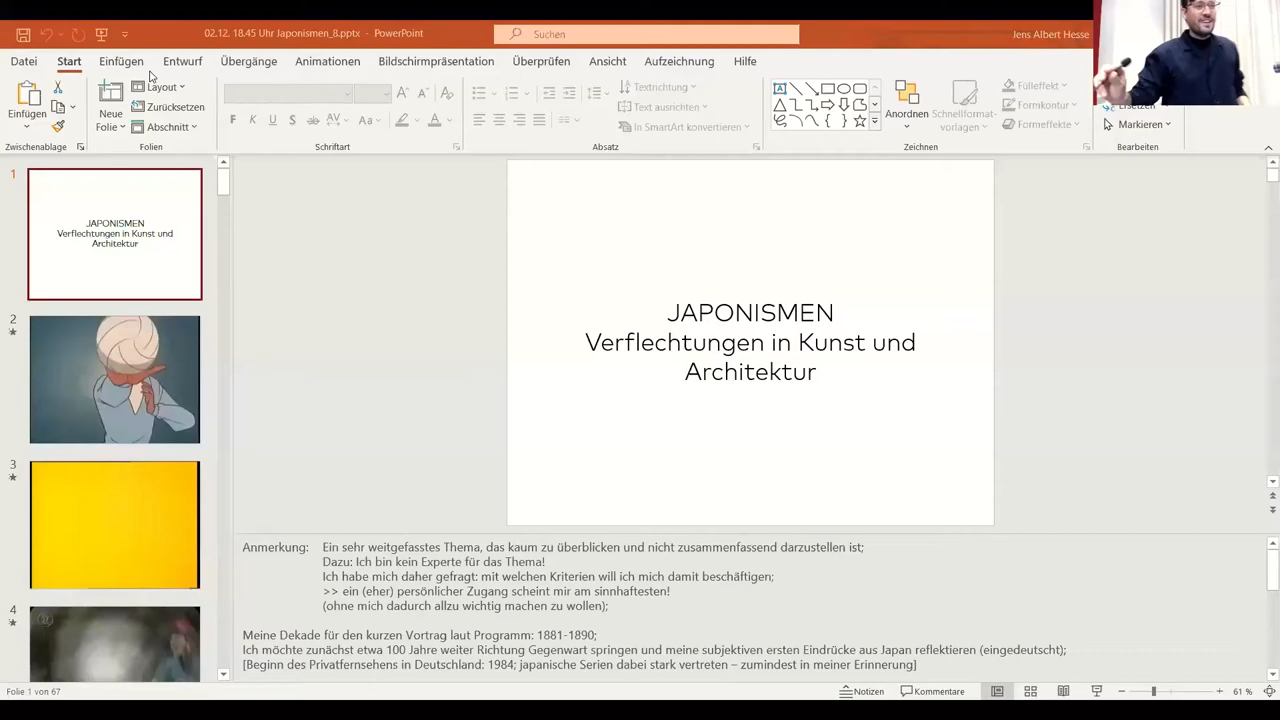 02.12. 18.45 Uhr Japonismen_8.pptx - PowerPoint
Suchen
Jens Albert Hesse
Datei Start Einfügen Entwurf Übergänge Animationen Bildschirmpräsentation Überprüfen Ansicht Aufzeichnung Hilfe
Einfügen
Zwischenablage
Neue
Folie
Layout
Zurücksetzen
Abschnitt
Folien
F K U S ab AV Aa
Schriftart
Textrichtung
Text ausrichten
In SmartArt konvertieren
Absatz
Anordnen
Schnellformat-
vorlagen
Fülleffekt
Formkontur
Formeffekte
Zeichnen
Ersetzen
Markieren
Bearbeiten
1
JAPONISMEN
Verflechtungen in Kunst und
Architektur
2
3
4
JAPONISMEN
Verflechtungen in Kunst und
Architektur
Anmerkung: Ein sehr weitgefasstes Thema, das kaum zu überblicken und nicht zusammenfassend darzustellen ist;
Dazu: Ich bin kein Experte für das Thema!
Ich habe mich daher gefragt: mit welchen Kriterien will ich mich damit beschäftigen;
>> ein (eher) persönlicher Zugang scheint mir am sinnhaftesten!
(ohne mich dadurch allzu wichtig machen zu wollen);
Meine Dekade für den kurzen Vortrag laut Programm: 1881-1890;
Ich möchte zunächst etwa 100 Jahre weiter Richtung Gegenwart springen und meine subjektiven ersten Eindrücke aus Japan reflektieren (eingedeutscht);
[Beginn des Privatfernsehens in Deutschland: 1984; japanische Serien dabei stark vertreten – zumindest in meiner Erinnerung]
Folie 1 von 67
Notizen
Kommentare
61 %